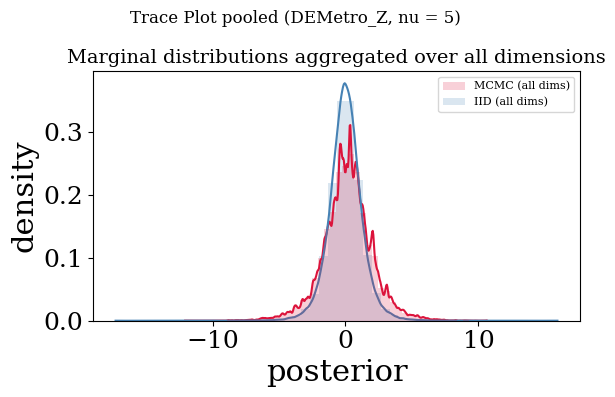 Trace Plot pooled (DEMetro_Z, nu = 5)
Marginal distributions aggregated over all dimensions
MCMC (all dims)
IID (all dims)
density
0.3
0.2
0.1
0.0
−10
0
10
posterior